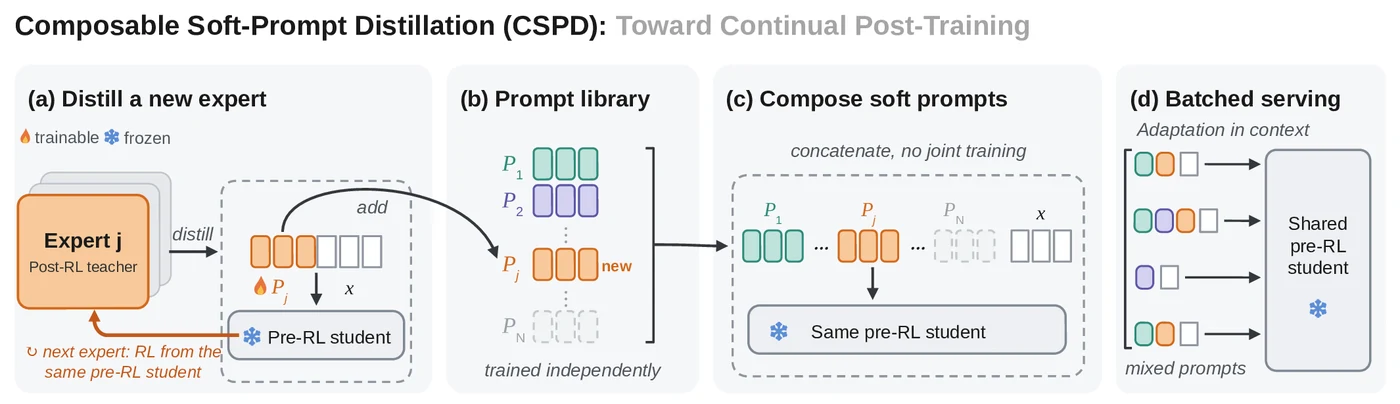 Composable Soft-Prompt Distillation (CSPD): Toward Continual Post-Training
(a) Distill a new expert
trainable frozen
Expert j
Post-RL teacher
distill
add
P_j
x
Pre-RL student
↻ next expert: RL from the
same pre-RL student
(b) Prompt library
P_1
P_2
P_j new
P_N
trained independently
(c) Compose soft prompts
concatenate, no joint training
P_1 ... P_j ... P_N x
Same pre-RL student
(d) Batched serving
Adaptation in context
Shared
pre-RL
student
mixed prompts